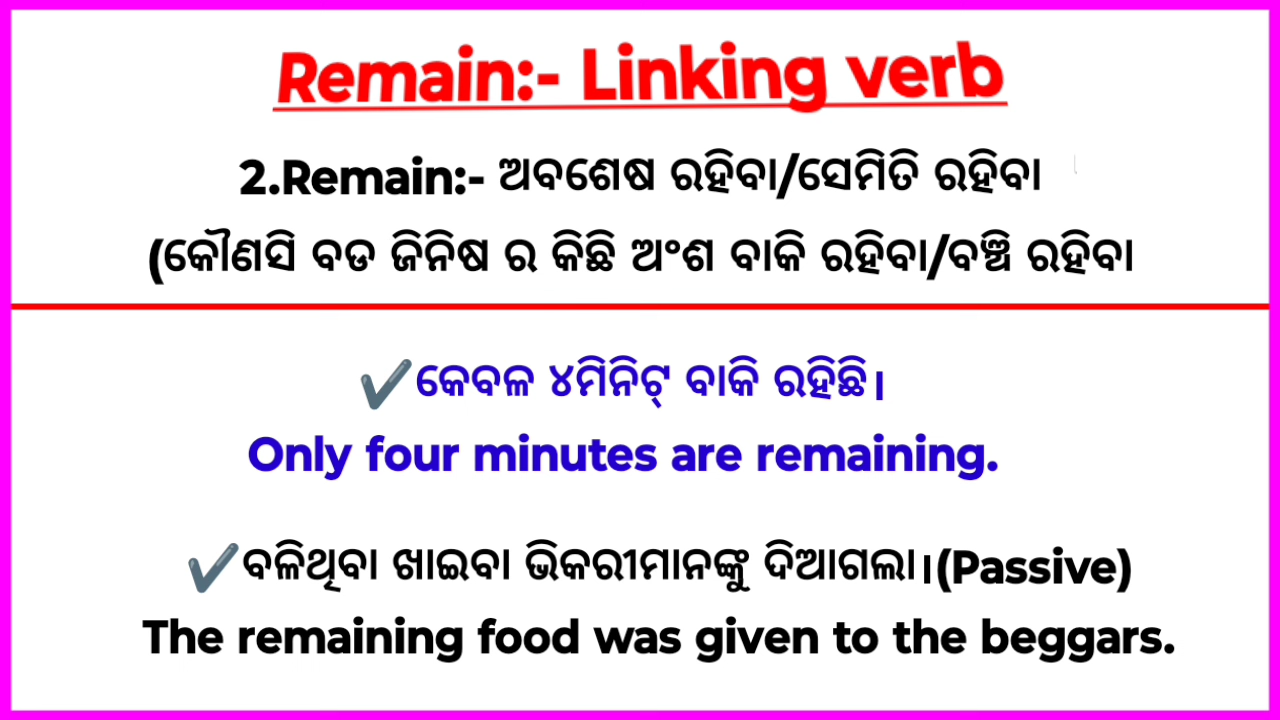 Remain:- Linking verb
2.Remain:- ଅବଶେଷ ରହିବା/ସେମିତି ରହିବା
(କୌଣସି ବଡ ଜିନିଷ ର କିଛି ଅଂଶ ବାକି ରହିବା/ବଞ୍ଚି ରହିବା
✔କେବଳ ୪ମିନିଟ୍ ବାକି ରହିଛି।
Only four minutes are remaining.
✔ବଳିଥିବା ଖାଇବା ଭିକରୀମାନଙ୍କୁ ଦିଆଗଲା।(Passive)
The remaining food was given to the beggars.